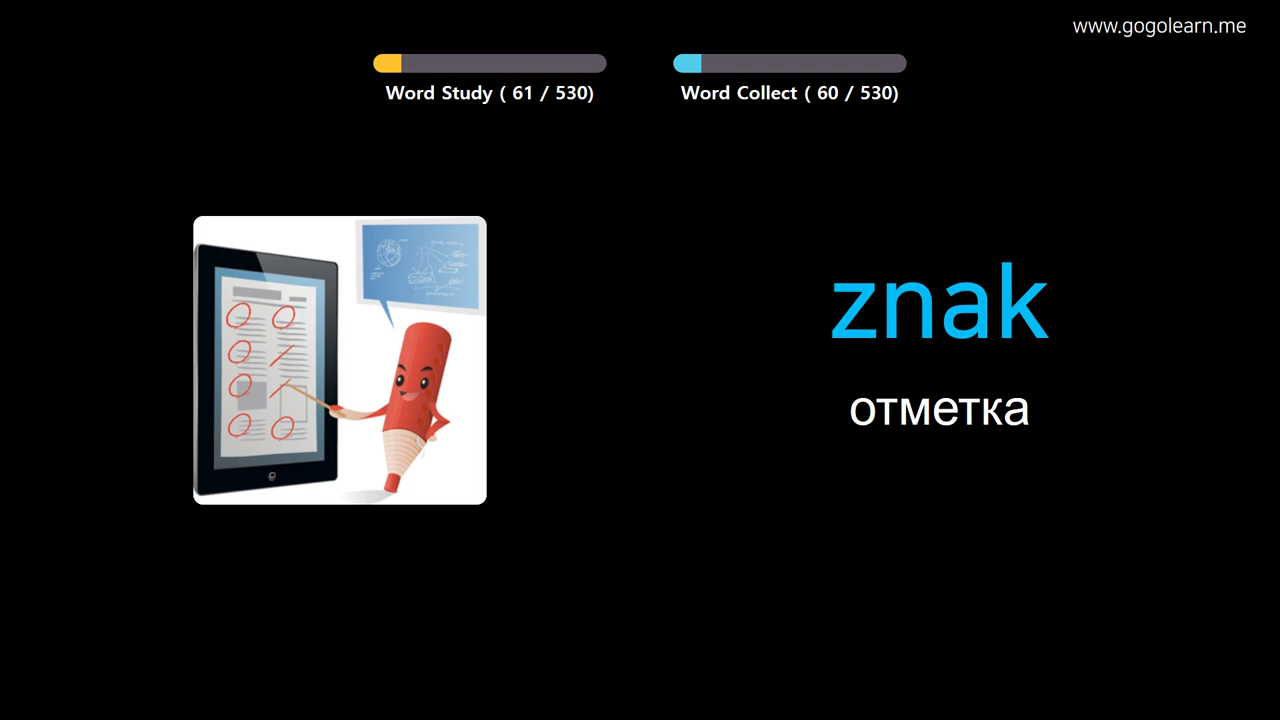 www.gogolearn.me
Word Study ( 61 / 530)
Word Collect ( 60 / 530)
znak
отметка